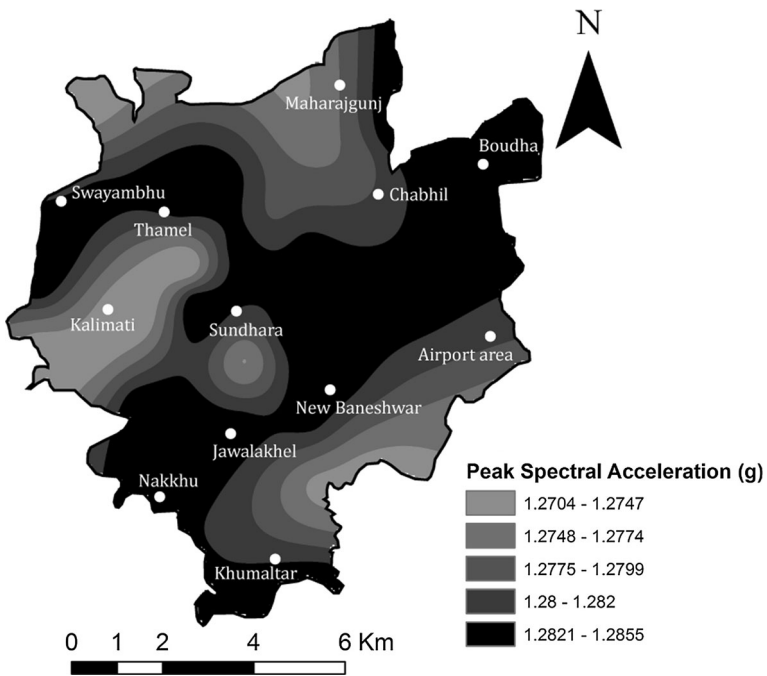 N
Maharajgunj
Boudha
Swayambhu
Chabhil
Thamel
Kalimati
Sundhara
Airport area
New Baneshwar
Jawalakhel
Nakkhu
Khumaltar
Peak Spectral Acceleration (g)
1.2704 - 1.2747
1.2748 - 1.2774
1.2775 - 1.2799
1.28 - 1.282
1.2821 - 1.2855
0 1 2 4 6 Km